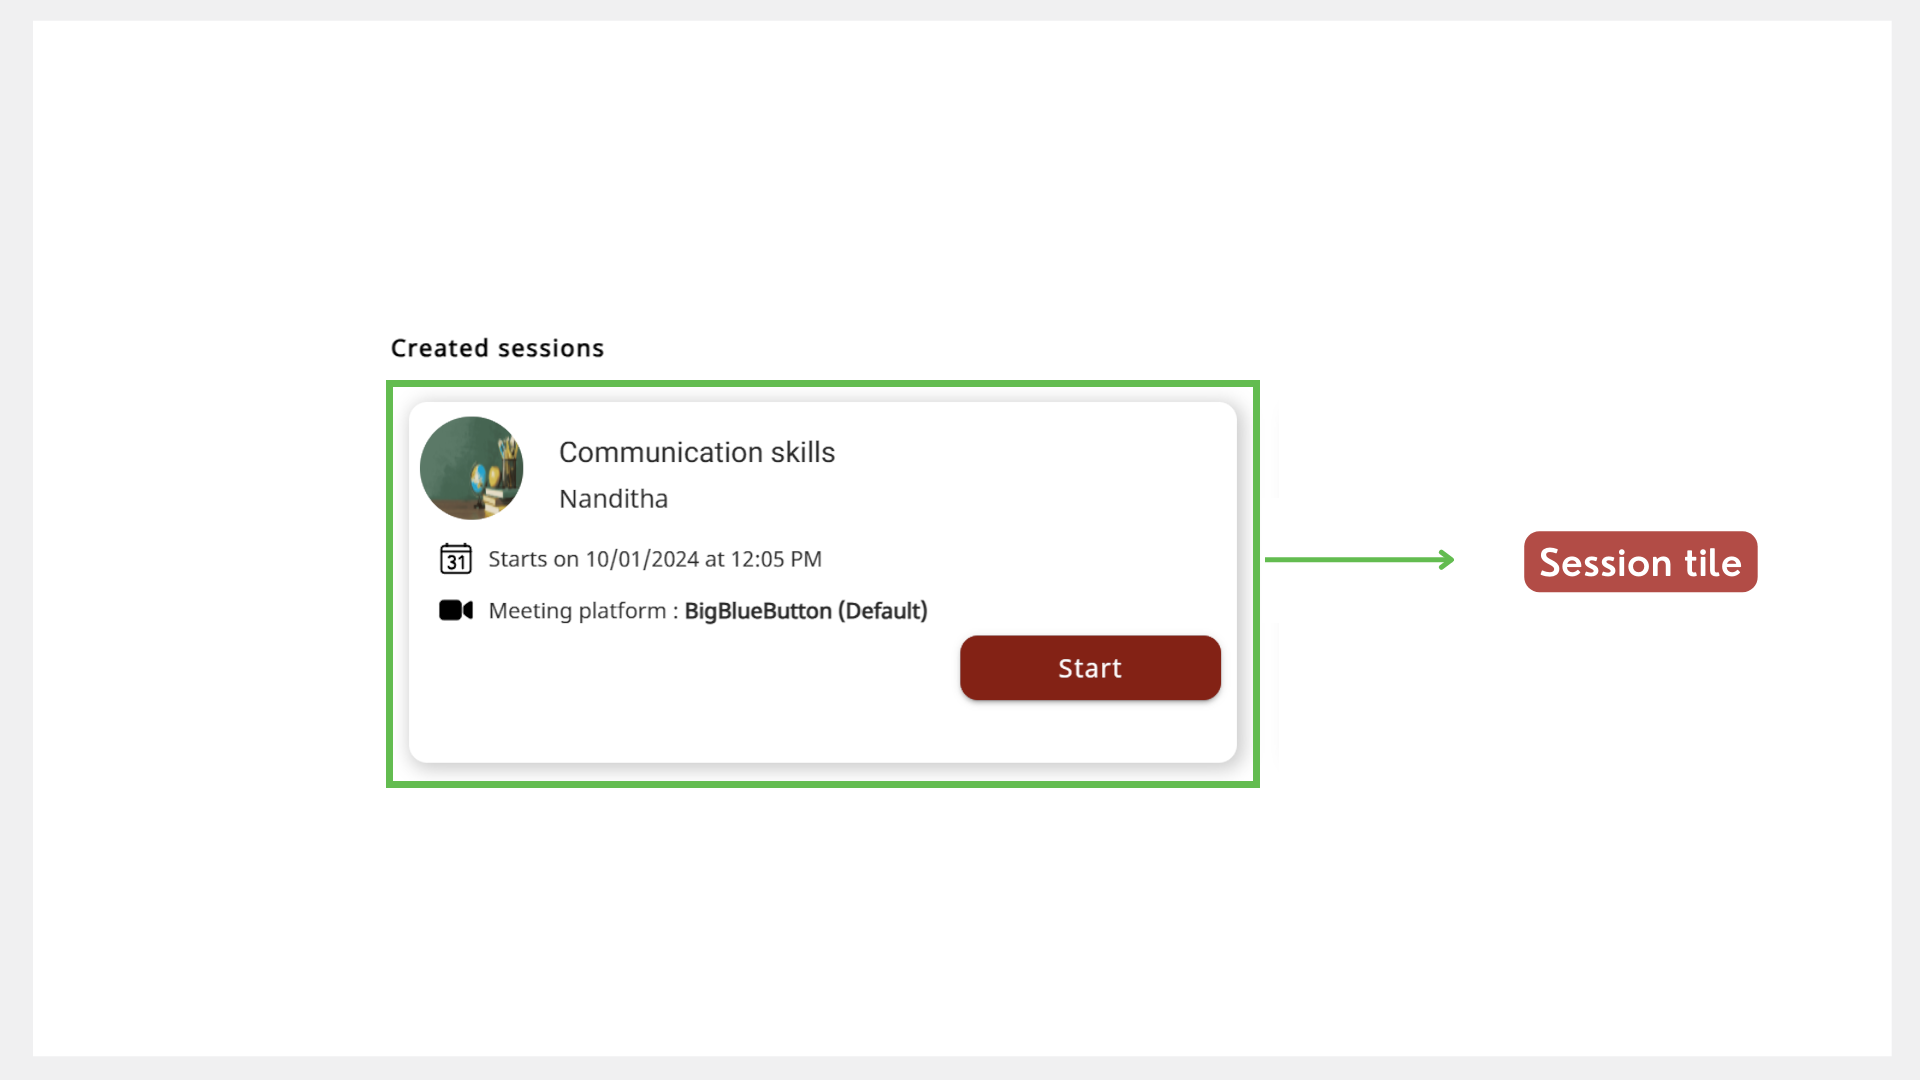 Created sessions
Communication skills
Nanditha
31 Starts on 10/01/2024 at 12:05 PM
Meeting platform : BigBlueButton (Default)
Start
Session tile